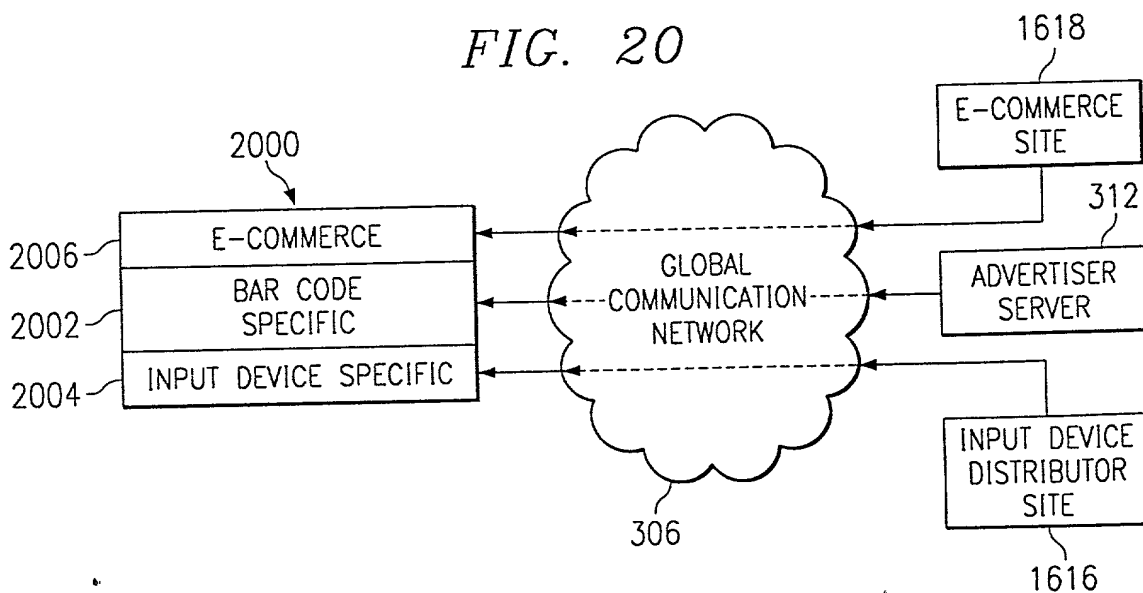 FIG. 20
1618
E-COMMERCE
SITE
2000
312
2006
E-COMMERCE
2002
BAR CODE
SPECIFIC
2004
INPUT DEVICE SPECIFIC
GLOBAL
COMMUNICATION
NETWORK
ADVERTISER
SERVER
306
INPUT DEVICE
DISTRIBUTOR
SITE
1616